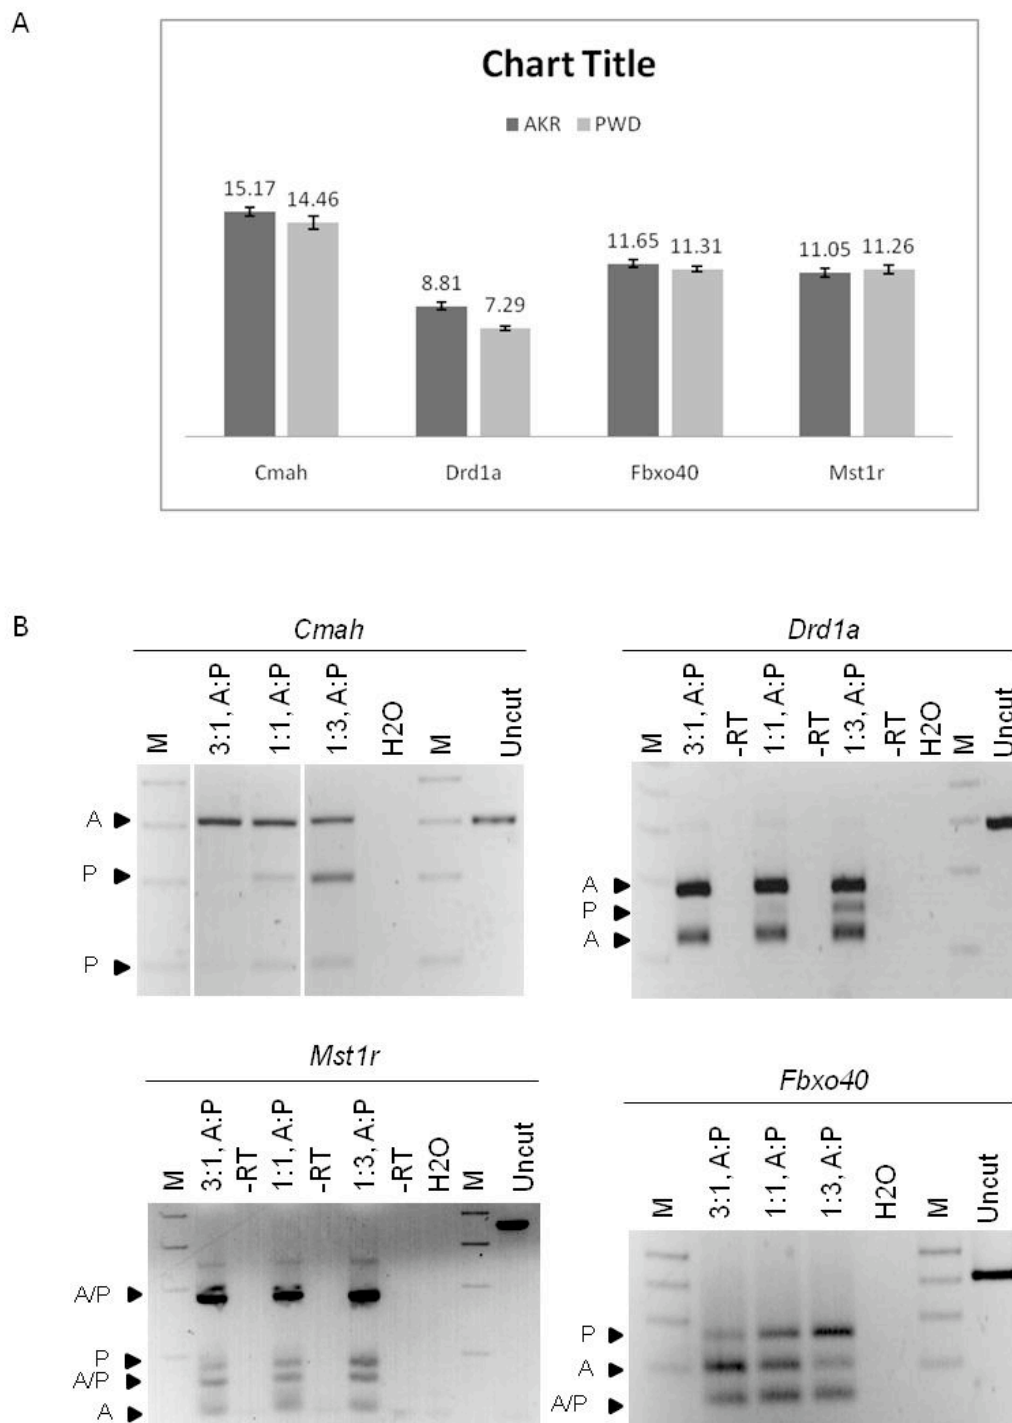 A
Chart Title
AKR PWD
15.17 14.46 8.81 7.29 11.65 11.31 11.05 11.26
Cmah Drd1a Fbxo40 Mst1r
B
Cmah
M 3:1, A:P 1:1, A:P 1:3, A:P H2O M Uncut
A
P
P
Drd1a
M 3:1, A:P -RT 1:1, A:P -RT 1:3, A:P -RT H2O M Uncut
A
P
A
Mst1r
M 3:1, A:P -RT 1:1, A:P -RT 1:3, A:P -RT H2O M Uncut
A/P
P
A/P
A
Fbxo40
M 3:1, A:P 1:1, A:P 1:3, A:P H2O M Uncut
P
A
A/P